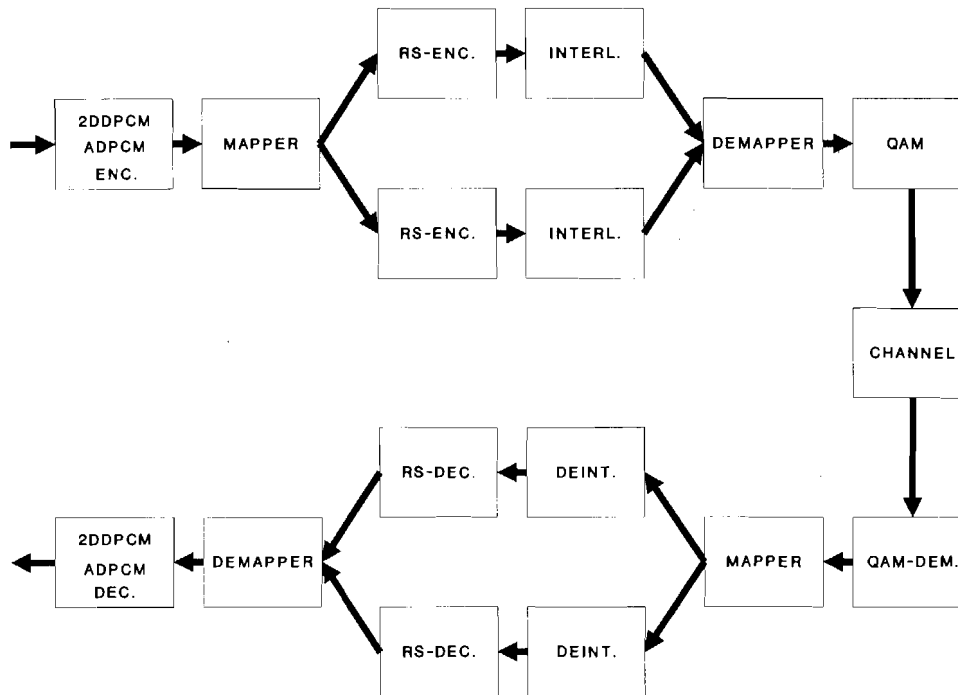 RS-ENC.
INTERL.
2DDPCM
ADPCM
ENC.
MAPPER
DEMAPPER
QAM
RS-ENC.
INTERL.
CHANNEL
RS-DEC.
DEINT.
2DDPCM
ADPCM
DEC.
DEMAPPER
MAPPER
QAM-DEM.
RS-DEC.
DEINT.